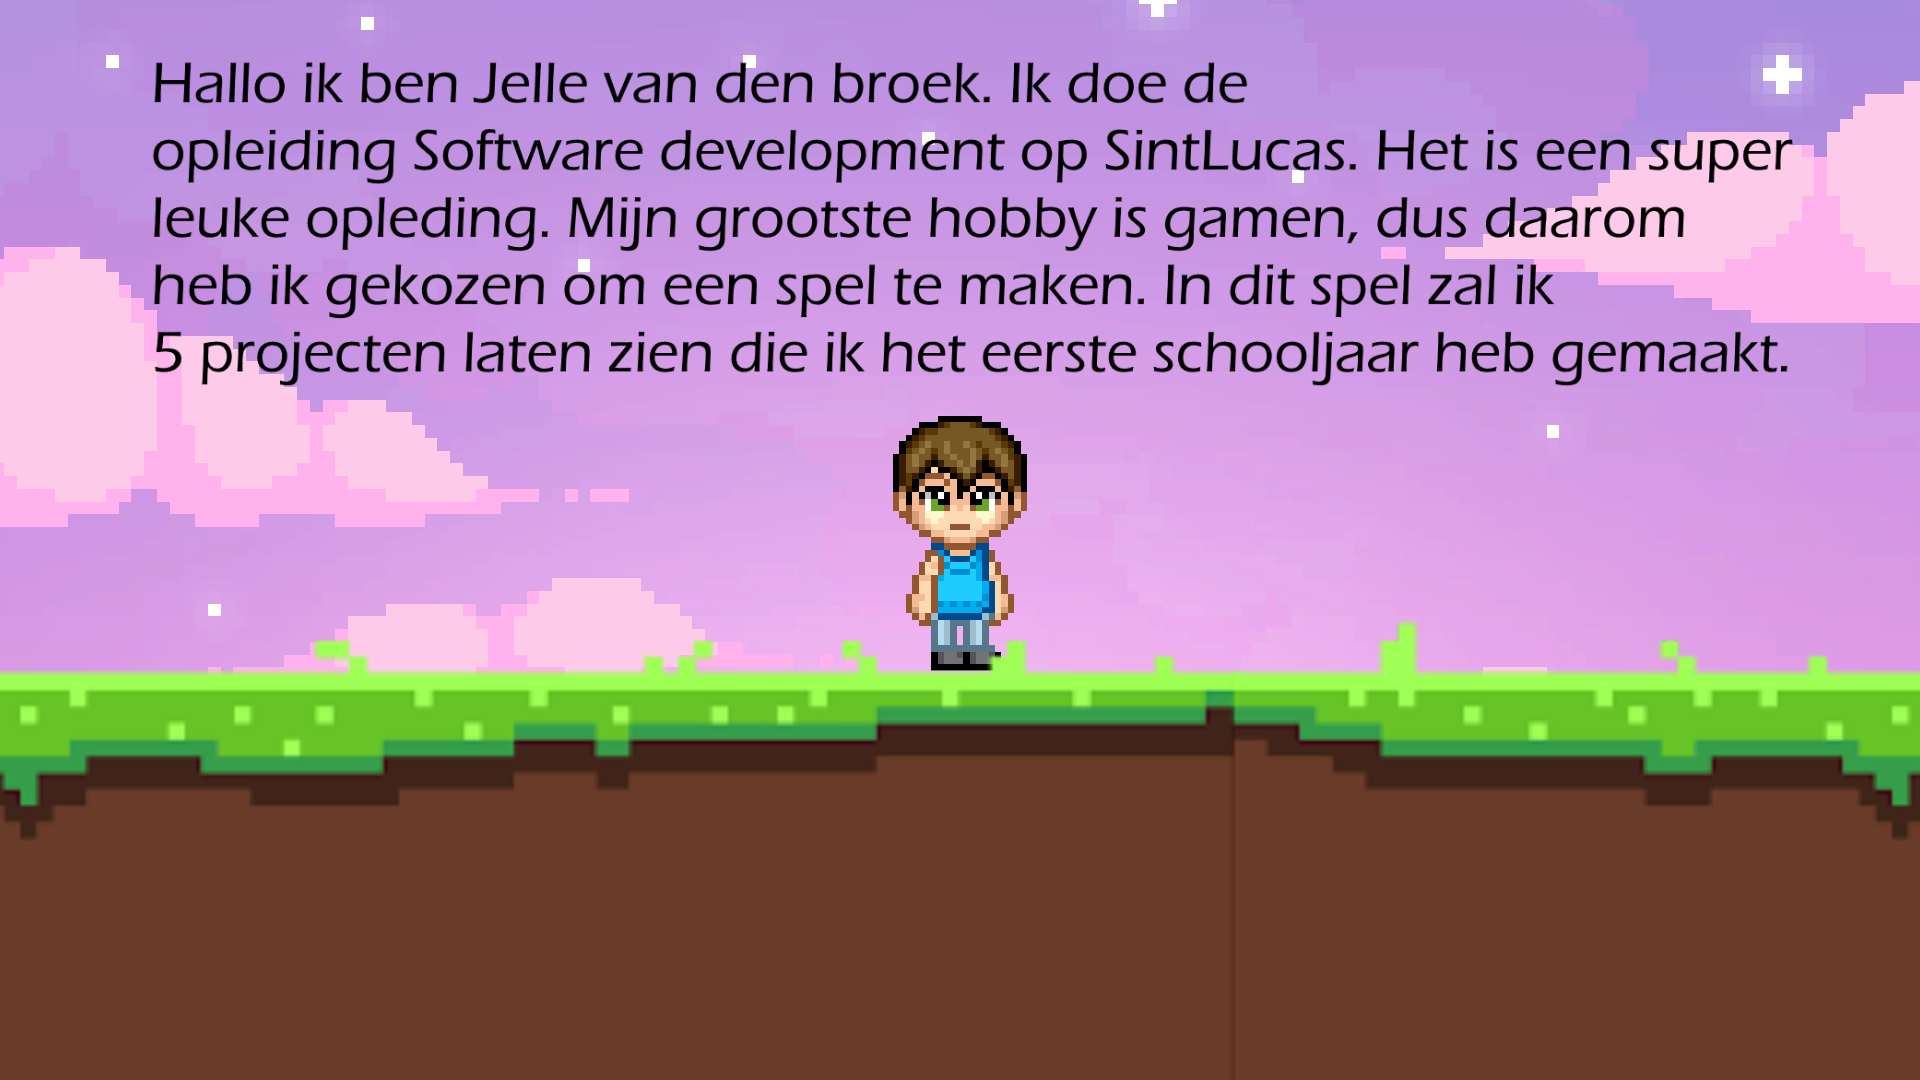 Hallo ik ben Jelle van den broek. Ik doe de
opleiding Software development op SintLucas. Het is een super
leuke opleding. Mijn grootste hobby is gamen, dus daarom
heb ik gekozen om een spel te maken. In dit spel zal ik
5 projecten laten zien die ik het eerste schooljaar heb gemaakt.